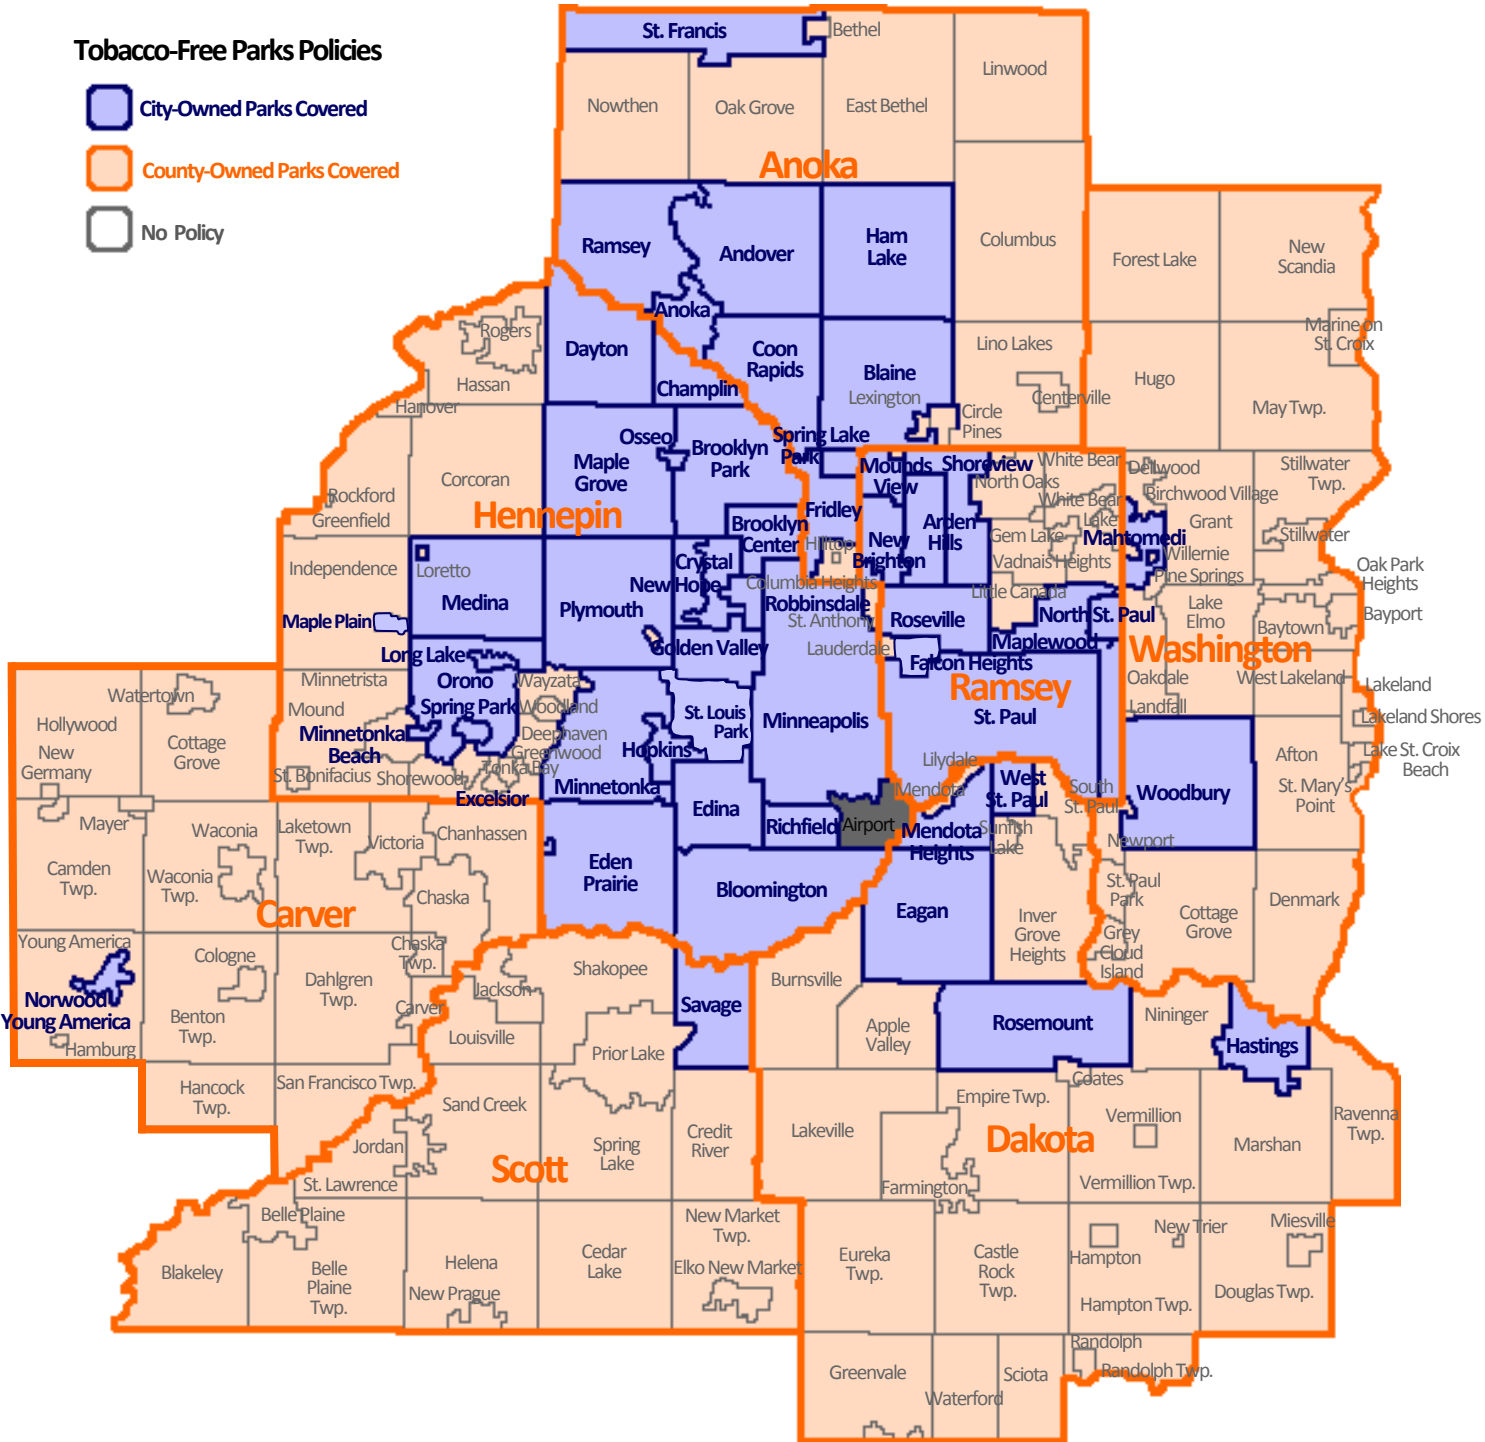 Tobacco-Free Parks Policies
City-Owned Parks Covered
County-Owned Parks Covered
No Policy
St. Francis
Bethel
Linwood
Nowthen
Oak Grove
East Bethel
Anoka
Ramsey
Andover
Ham
Lake
Columbus
Forest Lake
New
Scandia
Anoka
Rogers
Dayton
Coon
Rapids
Lino Lakes
Marine on
St. Croix
Hassan
Champlin
Blaine
Lexington
Centerville
Hugo
Hanover
Circle
Pines
May Twp.
Osseo
Brooklyn
Park
Spring Lake
Park
Maple
Grove
Corcoran
Mounds
View
Shoreview
White Bear
North Oaks
Dellwood
Stillwater
Twp.
Rockford
Greenfield
Hennepin
Fridley
White Bear
Lake
Birchwood Village
Brooklyn
Center
Arden
Hills
Grant
Gem Lake
Mahtomedi
Stillwater
Hilltop
New
Brighton
Independence
Loretto
Crystal
New Hope
Columbia Heights
Vadnais Heights
Willernie
Pine Springs
Oak Park
Heights
Medina
Plymouth
Robbinsdale
Little Canada
Maple Plain
St. Anthony
Roseville
North St. Paul
Lake
Elmo
Bayport
Baytown
Long Lake
Golden Valley
Lauderdale
Maplewood
Falcon Heights
Washington
Minnetrista
Orono
Wayzata
Ramsey
Oakdale
West Lakeland
Lakeland
Watertown
Mound
Spring Park
Woodland
St. Louis
Park
Minneapolis
St. Paul
Landfall
Lakeland Shores
Hollywood
Minnetonka
Beach
Deephaven
Greenwood
Hopkins
Cottage
Grove
New
Germany
St. Bonifacius
Shorewood
Tonka Bay
Lilydale
Afton
Lake St. Croix
Beach
Excelsior
Minnetonka
Mendota
West
St. Paul
South
St. Paul
Woodbury
St. Mary's
Point
Mayer
Waconia
Laketown
Twp.
Victoria
Chanhassen
Edina
Richfield
Airport
Mendota
Heights
Sunfish
Lake
Newport
Camden
Twp.
Waconia
Twp.
Chaska
Eden
Prairie
Bloomington
Eagan
St. Paul
Park
Denmark
Carver
Inver
Grove
Heights
Cottage
Grove
Young America
Cologne
Chaska
Twp.
Grey
Cloud
Island
Shakopee
Burnsville
Dahlgren
Twp.
Jackson
Savage
Norwood
Young America
Benton
Twp.
Carver
Louisville
Apple
Valley
Rosemount
Nininger
Hastings
Hamburg
Prior Lake
Hancock
Twp.
San Francisco Twp.
Sand Creek
Coates
Empire Twp.
Vermillion
Ravenna
Twp.
Jordan
Spring
Lake
Credit
River
Lakeville
Dakota
Marshan
Scott
St. Lawrence
Farmington
Vermillion Twp.
Belle Plaine
New Market
Twp.
New Trier
Miesville
Blakeley
Belle
Plaine
Twp.
Helena
Cedar
Lake
Elko New Market
Eureka
Twp.
Castle
Rock
Twp.
Hampton
New Prague
Hampton Twp.
Douglas Twp.
Randolph
Greenvale
Sciota
Randolph Twp.
Waterford